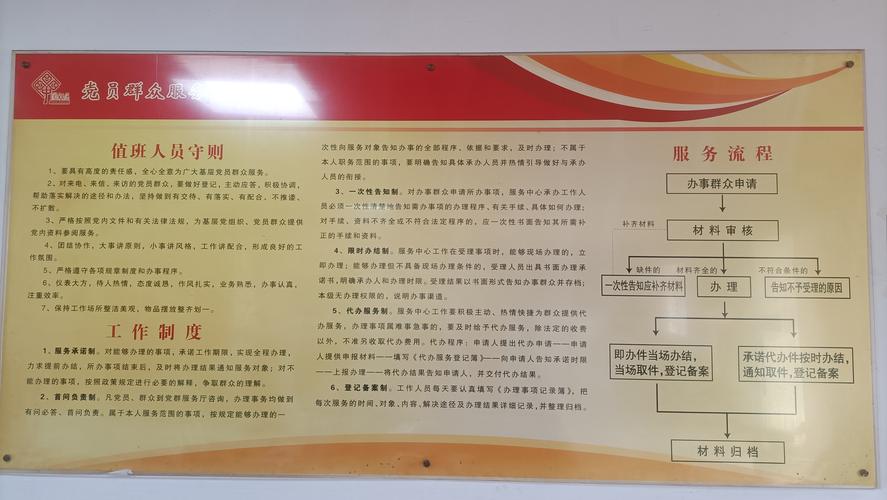 党员群众服务
值班人员守则
1、要具有高度的责任感，全心全意为广大基层党员群众服务。
2、对来电、来信、来访的党员群众，要做好登记，主动应答，积极协调，
帮助落实解决的途径和办法，坚持做到有交待、有落实、有配合，不推诿、
不扩散。
3、严格按照党内文件和有关法律法规，为基层党组织、党员群众提供
党内资料参阅服务。
4、团结协作，大事讲原则，小事讲风格，工作讲配合，形成良好的工
作氛围。
5、严格遵守各项规章制度和办事程序。
6、仪表大方，待人热情，态度诚恳，作风扎实，业务熟悉，办事认真，
注重效率。
7、保持工作场所整洁美观，物品摆放整齐划一。
工作制度
1、服务承诺制。对能够办理的事项，承诺工作期限，实现全程办理，
力求提前办结，所办事项结束后，及时将办理结果通知服务对象；对不
能办理的事项，按照政策规定进行必要的解释，争取群众的理解。
2、首问负责制。凡党员、群众到党群服务厅咨询，办理事务均做到
有问必答、首问负责。属于本人服务范围的事项，按规定能够办理的一
次性向服务对象告知办事的全部程序、依据和要求，及时办理；不属于
本人职务范围的事项，要明确告知具体承办人员并热情引导做好与承办
人员的衔接。
3、一次性告知制。对办事群众申请所办事项，服务中心承办工作人
员必须一次性清楚地告知需办事项的办理程序、有关手续、具体如何办理；
对手续、资料不齐全或不符合法定程序的，应一次性书面告知其所需补
正的手续和资料。
4、限时办结制。服务中心工作在受理事项时，能够现场办理的，立
即办理；能够办理但不具备现场办理条件的，受理人员出具书面办理承
诺书，明确承办人和办理时限。受理结果以书面形式告知办事群众并存档；
本级无办理权限的，说明办事渠道。
5、代办服务制。服务中心工作要积极主动、热情快捷为群众提供代
办服务，办理事项属难事急事的，要及时给予代办服务，除法定的收费
以外，不准另收取代办费用。代办程序：申请人提出代办申请——申请
人提供申报材料——填写《代办服务登记簿》——向申请人告知承诺时限
——上报办理——将代办结果告知申请人，并交付代办结果。
6、登记备案制。工作人员每天要认真填写《办理事项记录簿》，把
每次服务的时间、对象、内容、解决途径及办理结果详细记录，并整理归档。
服务流程
办事群众申请
补齐材料
材料审核
缺件的
材料齐全的
不符合条件的
一次性告知应补齐材料
办理
告知不予受理的原因
即办件当场办结，
当场取件，登记备案
承诺代办件按时办结，
通知取件，登记备案
材料归档